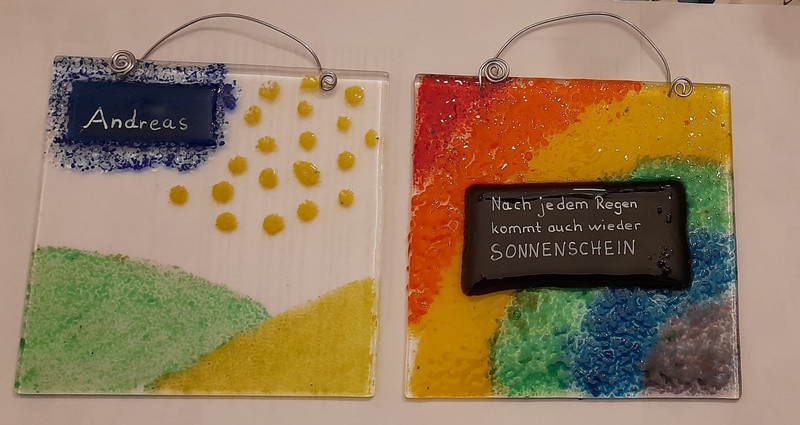 Andreas
Nach jedem Regen
kommt auch wieder
SONNENSCHEIN